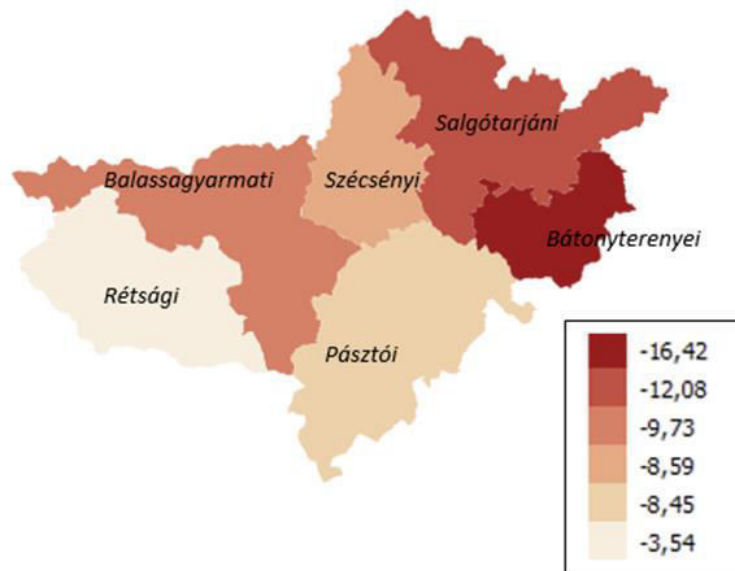 Salgótarjáni
Balassagyarmati
Szécsényi
Bátonyterenyei
Rétsági
Pásztói
-16,42
-12,08
-9,73
-8,59
-8,45
-3,54